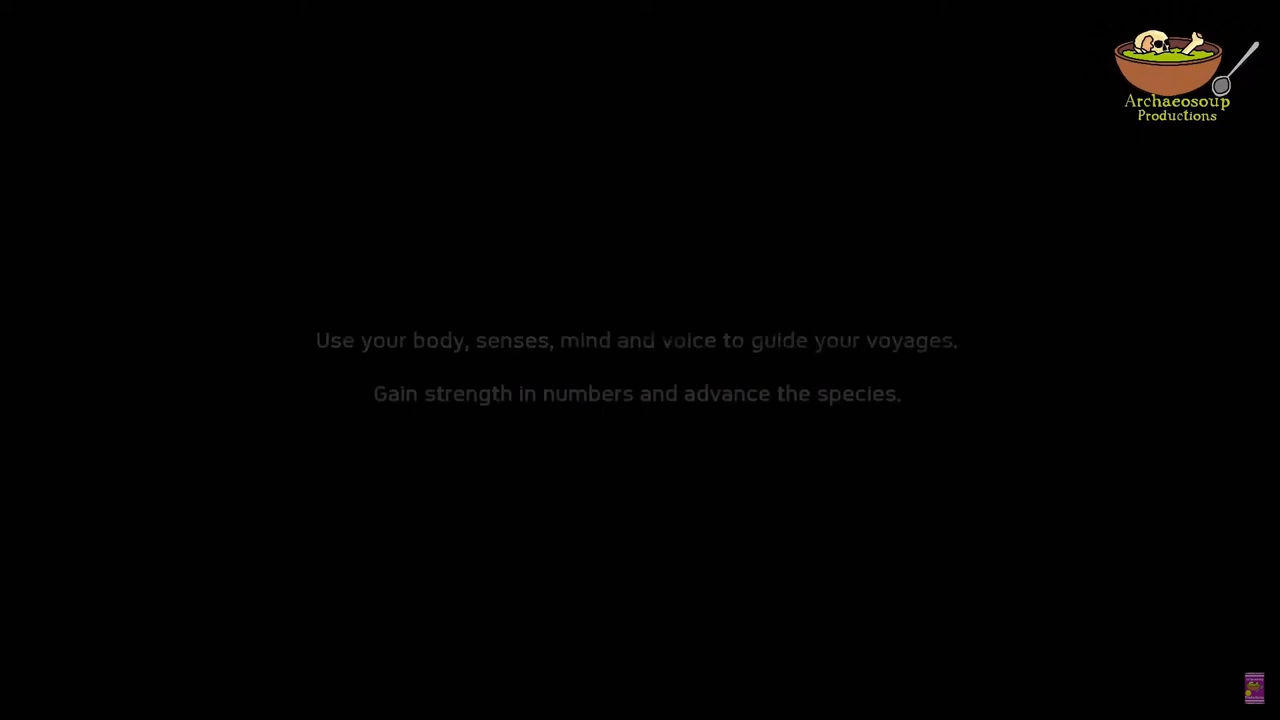 Archaeosoup
Productions
Use your body, senses, mind and voice to guide your voyages.
Gain strength in numbers and advance the species.